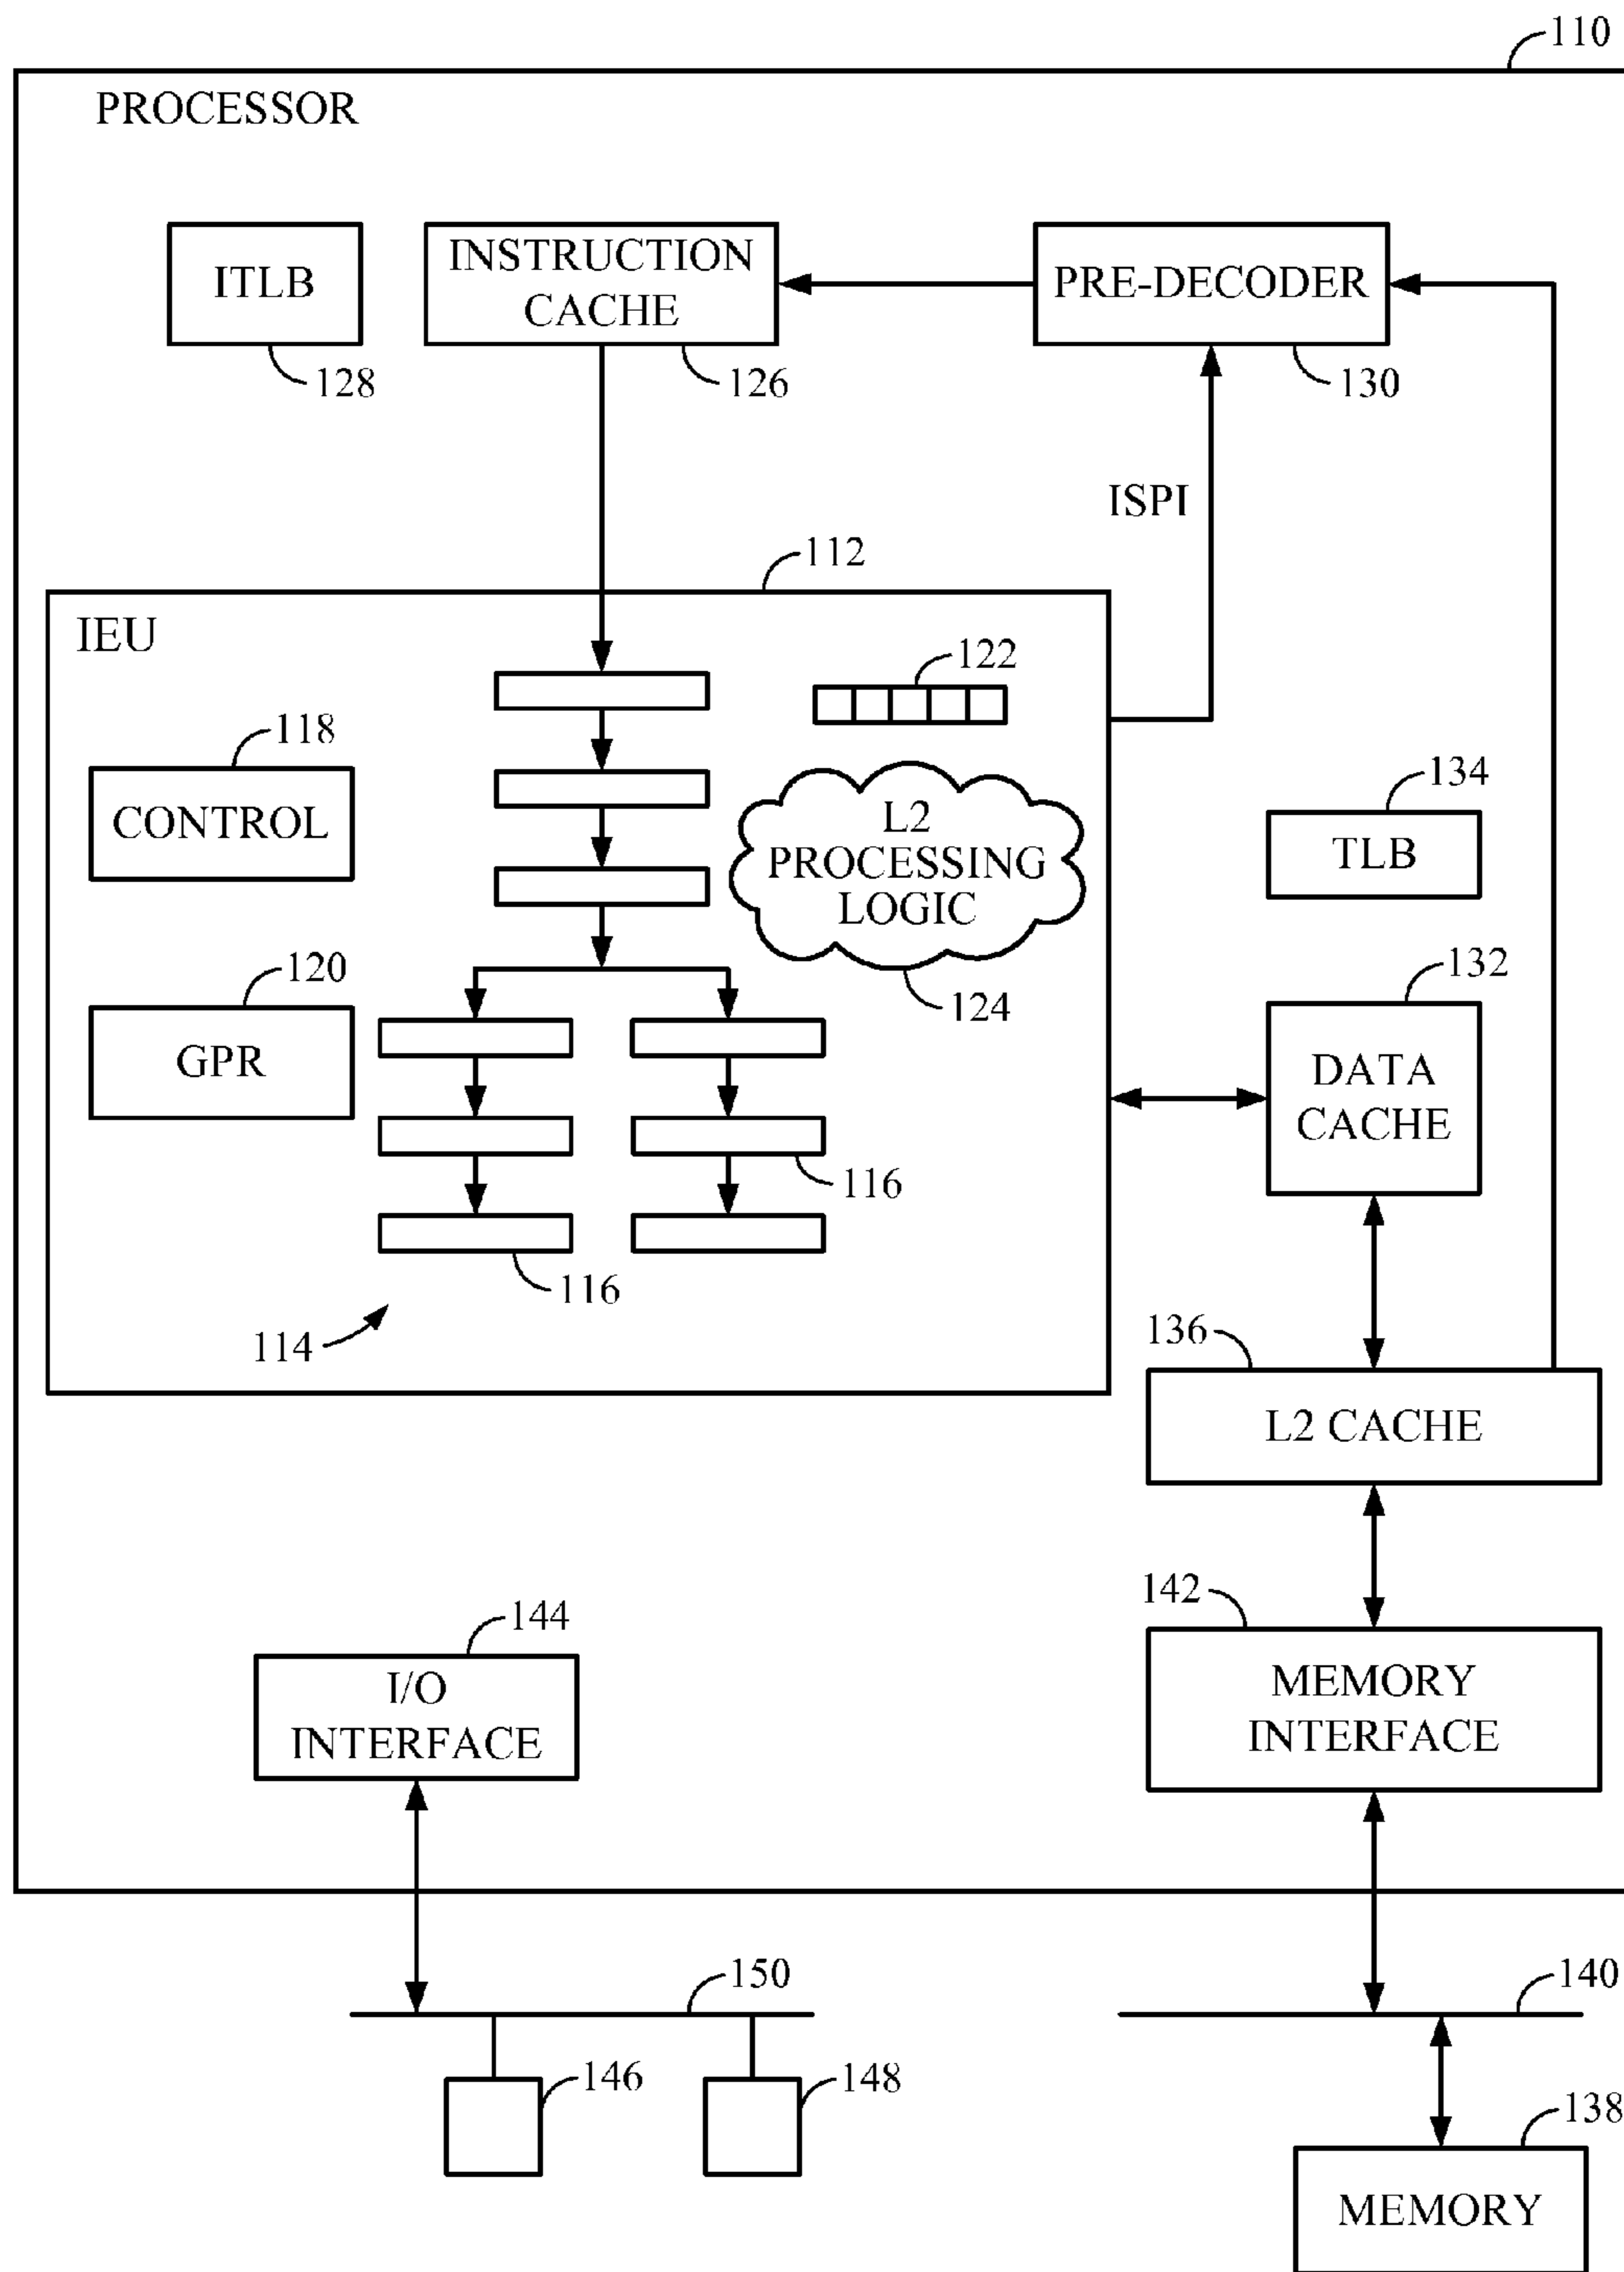 110
PROCESSOR
ITLB
128
INSTRUCTION
CACHE
126
PRE-DECODER
130
ISPI
112
IEU
122
118
CONTROL
L2
PROCESSING
LOGIC
124
134
TLB
120
GPR
132
DATA
CACHE
116
116
114
136
L2 CACHE
142
MEMORY
INTERFACE
144
I/O
INTERFACE
150
140
146
148
138
MEMORY